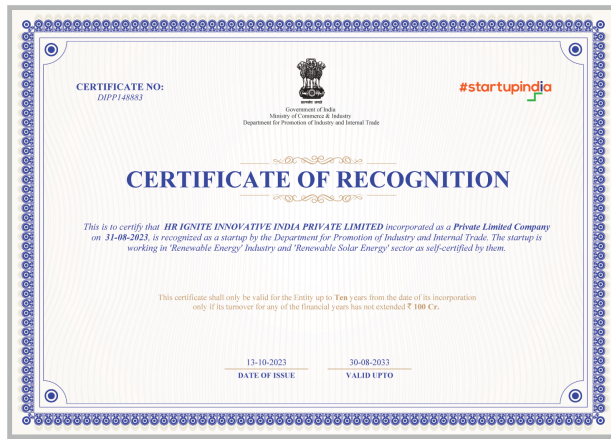 CERTIFICATE NO:
DIPP148883
#startupindia
सत्यमेव जयते
Government of India
Ministry of Commerce & Industry
Department for Promotion of Industry and Internal Trade
CERTIFICATE OF RECOGNITION
This is to certify that HR IGNITE INNOVATIVE INDIA PRIVATE LIMITED incorporated as a Private Limited Company
on 31-08-2023, is recognized as a startup by the Department for Promotion of Industry and Internal Trade. The startup is
working in 'Renewable Energy' Industry and 'Renewable Solar Energy' sector as self-certified by them.
This certificate shall only be valid for the Entity up to Ten years from the date of its incorporation
only if its turnover for any of the financial years has not extended ₹ 100 Cr.
13-10-2023
DATE OF ISSUE
30-08-2033
VALID UPTO